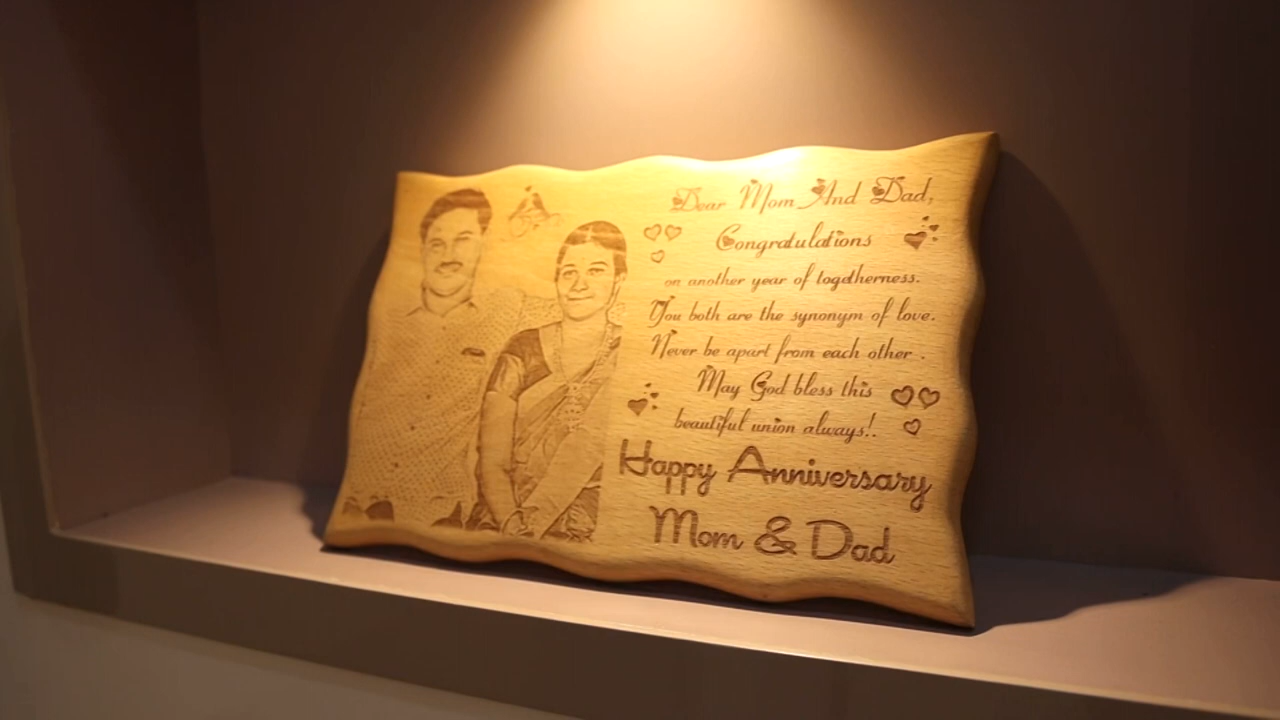 Dear Mom And Dad,
Congratulations
on another year of togetherness.
You both are the synonym of love.
Never be apart from each other .
May God bless this
beautiful union always!.
Happy Anniversary
Mom & Dad